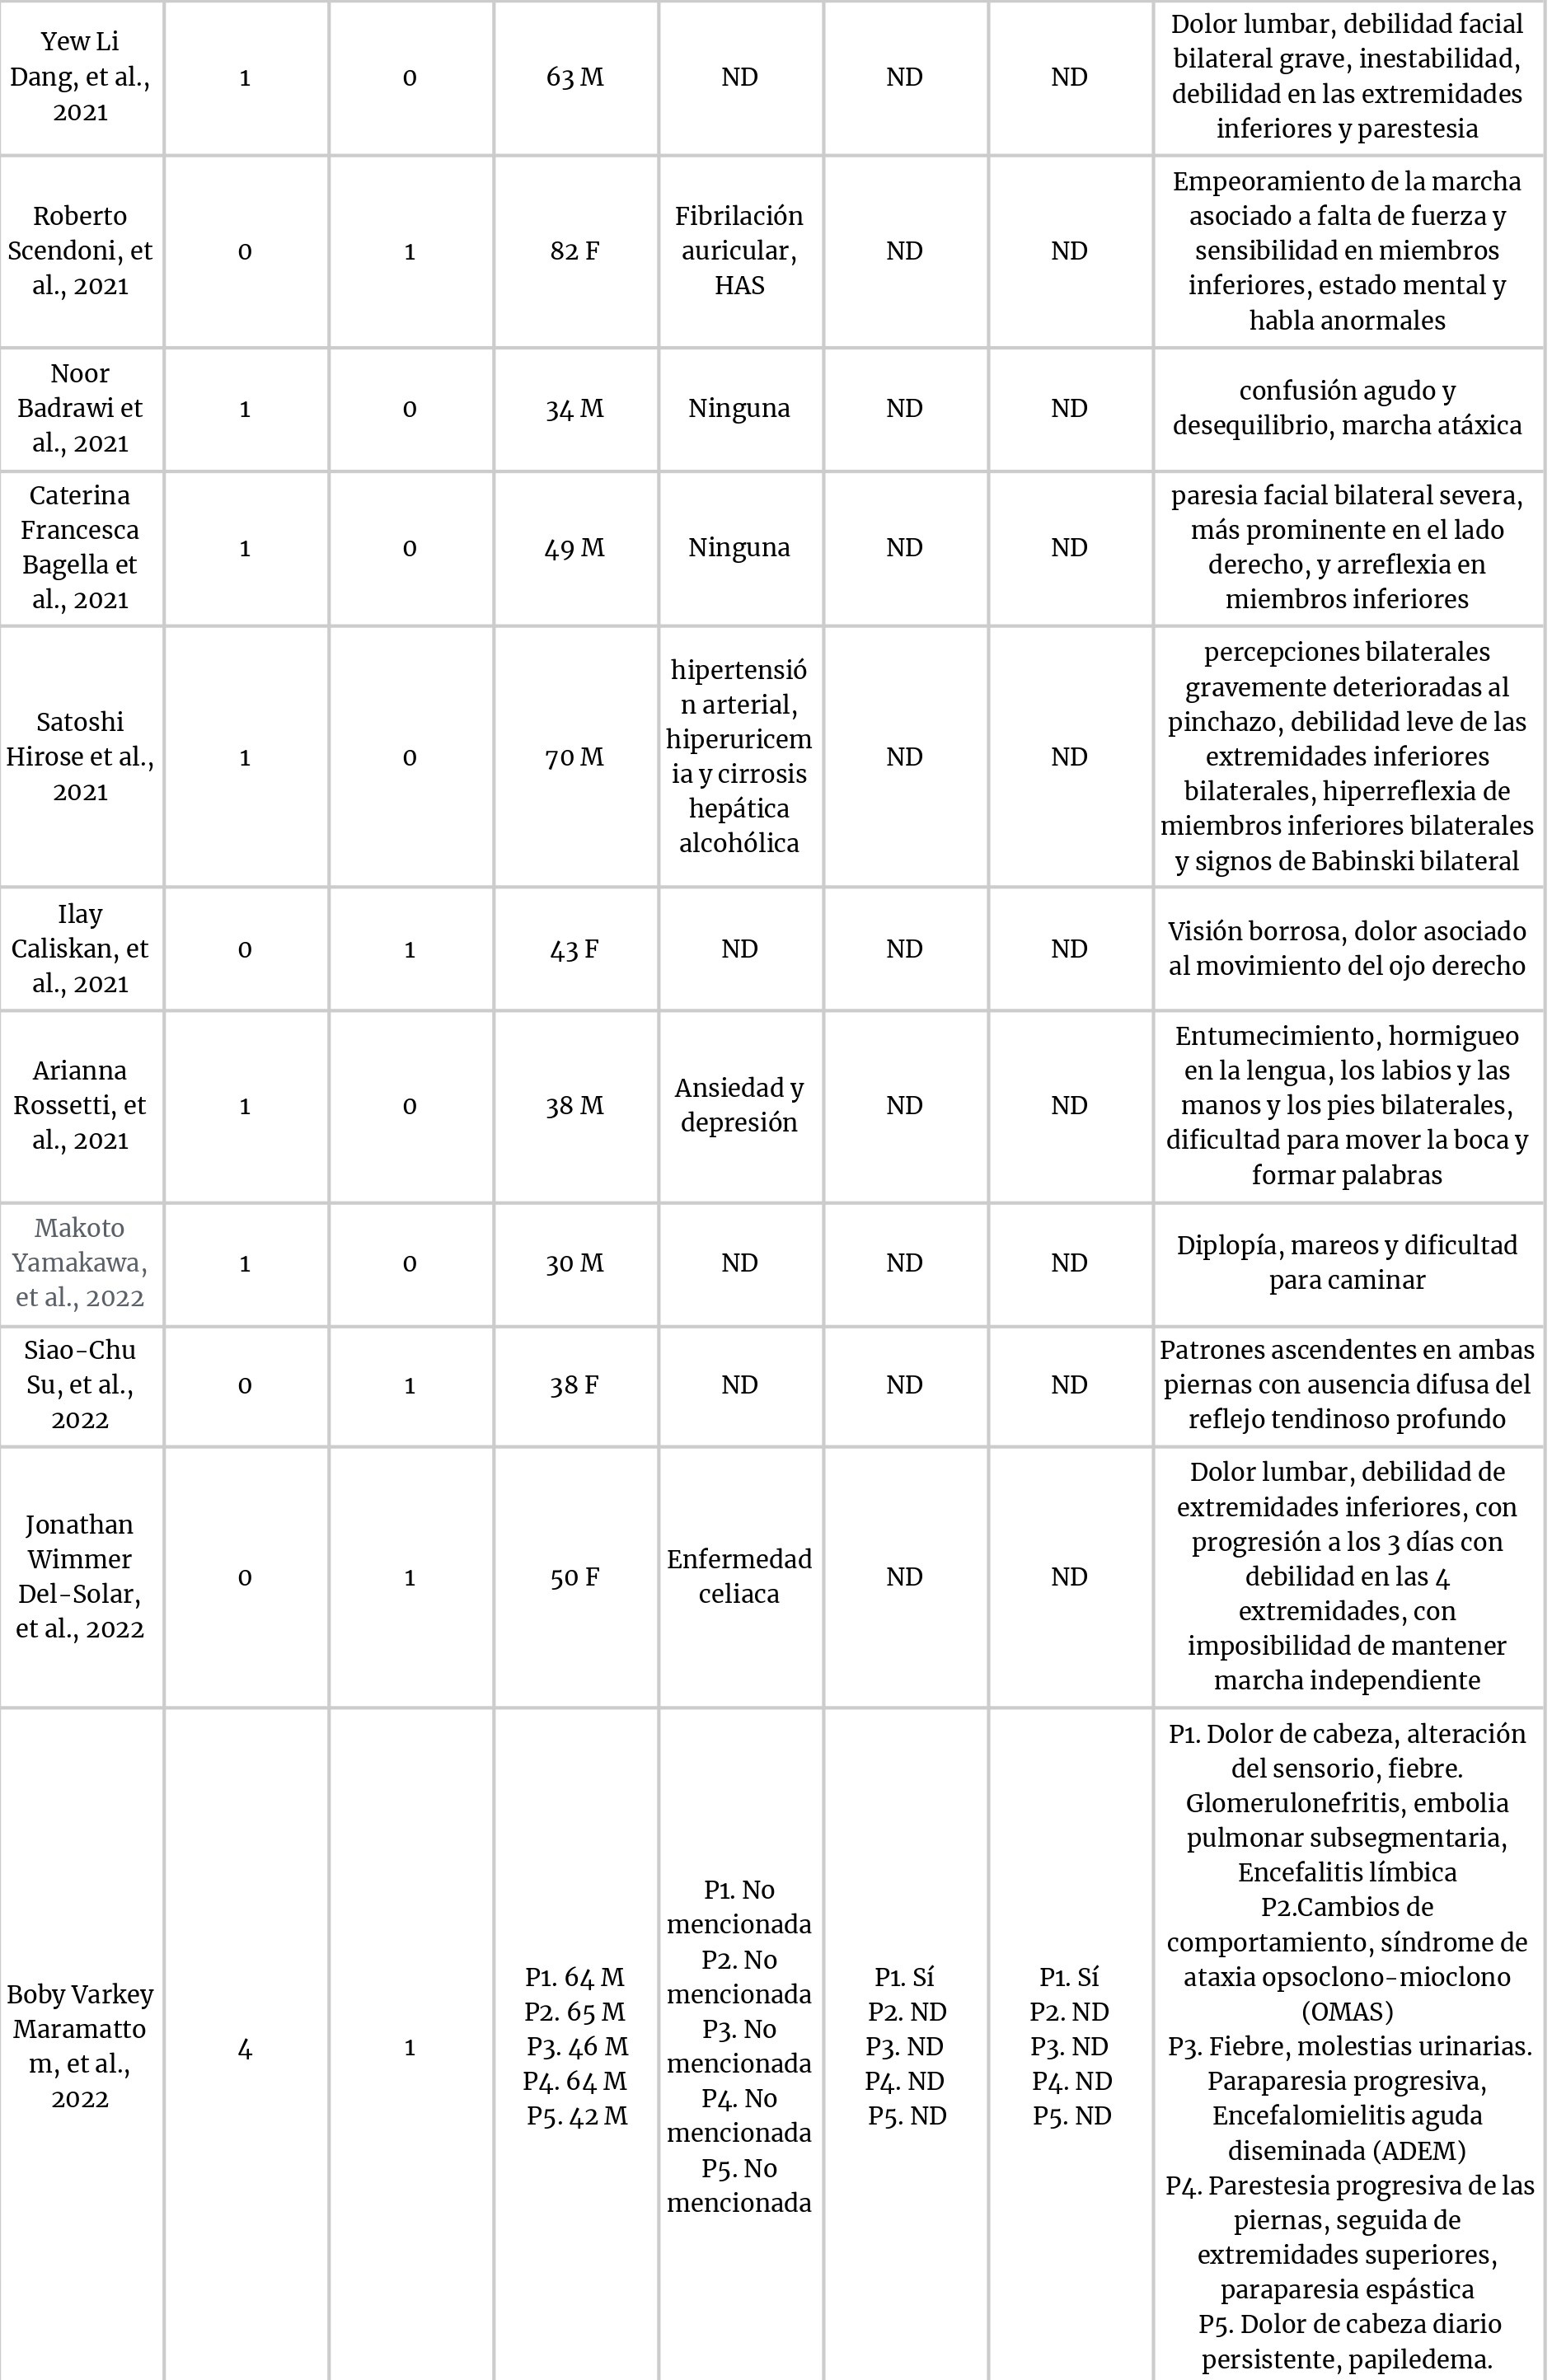 Yew Li
Dang, et al.,
2021
1
0
63 M
ND
ND
ND
Dolor lumbar, debilidad facial
bilateral grave, inestabilidad,
debilidad en las extremidades
inferiores y parestesia
Roberto
Scendoni, et
al., 2021
0
1
82 F
Fibrilación
auricular,
HAS
ND
ND
Empeoramiento de la marcha
asociado a falta de fuerza y
sensibilidad en miembros
inferiores, estado mental y
habla anormales
Noor
Badrawi et
al., 2021
1
0
34 M
Ninguna
ND
ND
confusión agudo y
desequilibrio, marcha atáxica
Caterina
Francesca
Bagella et
al., 2021
1
0
49 M
Ninguna
ND
ND
paresia facial bilateral severa,
más prominente en el lado
derecho, y arreflexia en
miembros inferiores
Satoshi
Hirose et al.,
2021
1
0
70 M
hipertensió
n arterial,
hiperuricem
ia y cirrosis
hepática
alcohólica
ND
ND
percepciones bilaterales
gravemente deterioradas al
pinchazo, debilidad leve de las
extremidades inferiores
bilaterales, hiperreflexia de
miembros inferiores bilaterales
y signos de Babinski bilateral
Ilay
Caliskan, et
al., 2021
0
1
43 F
ND
ND
ND
Visión borrosa, dolor asociado
al movimiento del ojo derecho
Arianna
Rossetti, et
al., 2021
1
0
38 M
Ansiedad y
depresión
ND
ND
Entumecimiento, hormigueo
en la lengua, los labios y las
manos y los pies bilaterales,
dificultad para mover la boca y
formar palabras
Makoto
Yamakawa,
et al., 2022
1
0
30 M
ND
ND
ND
Diplopía, mareos y dificultad
para caminar
Siao-Chu
Su, et al.,
2022
0
1
38 F
ND
ND
ND
Patrones ascendentes en ambas
piernas con ausencia difusa del
reflejo tendinoso profundo
Jonathan
Wimmer
Del-Solar,
et al., 2022
0
1
50 F
Enfermedad
celiaca
ND
ND
Dolor lumbar, debilidad de
extremidades inferiores, con
progresión a los 3 días con
debilidad en las 4
extremidades, con
imposibilidad de mantener
marcha independiente
Boby Varkey
Maramatto
m, et al.,
2022
4
1
P1. 64 M
P2. 65 M
P3. 46 M
P4. 64 M
P5. 42 M
P1. No
mencionada
P2. No
mencionada
P3. No
mencionada
P4. No
mencionada
P5. No
mencionada
P1. Sí
P2. ND
P3. ND
P4. ND
P5. ND
P1. Sí
P2. ND
P3. ND
P4. ND
P5. ND
P1. Dolor de cabeza, alteración
del sensorio, fiebre.
Glomerulonefritis, embolia
pulmonar subsegmentaria,
Encefalitis límbica
P2.Cambios de
comportamiento, síndrome de
ataxia opsoclono-mioclono
(OMAS)
P3. Fiebre, molestias urinarias.
Paraparesia progresiva,
Encefalomielitis aguda
diseminada (ADEM)
P4. Parestesia progresiva de las
piernas, seguida de
extremidades superiores,
paraparesia espástica
P5. Dolor de cabeza diario
persistente, papiledema.